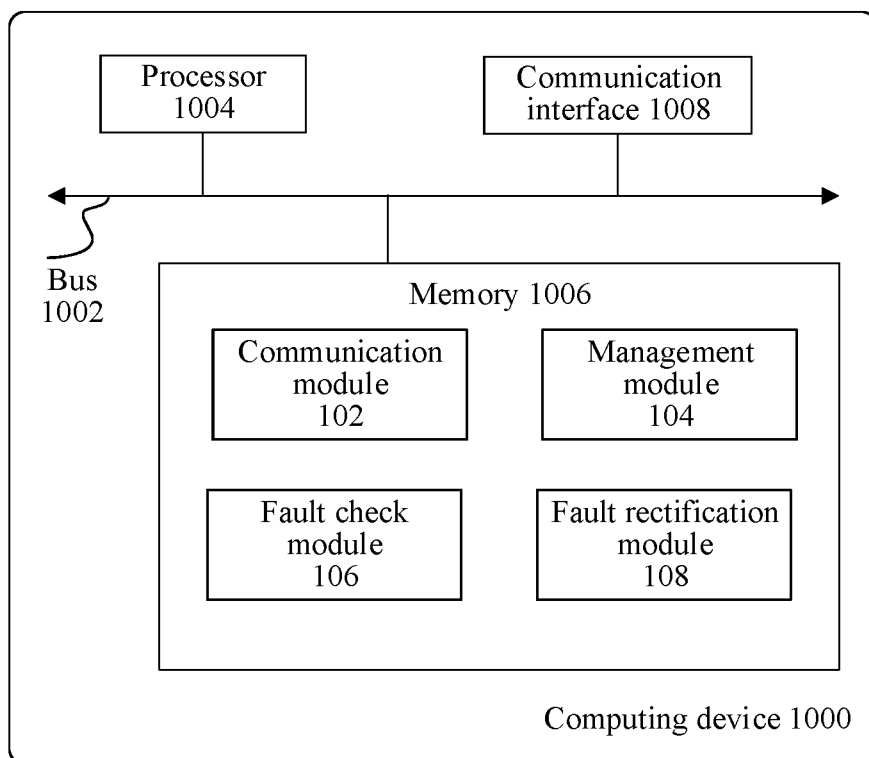 Processor
1004
Communication
interface 1008
Bus
1002
Memory 1006
Communication
module
102
Management
module
104
Fault check
module
106
Fault rectification
module
108
Computing device 1000